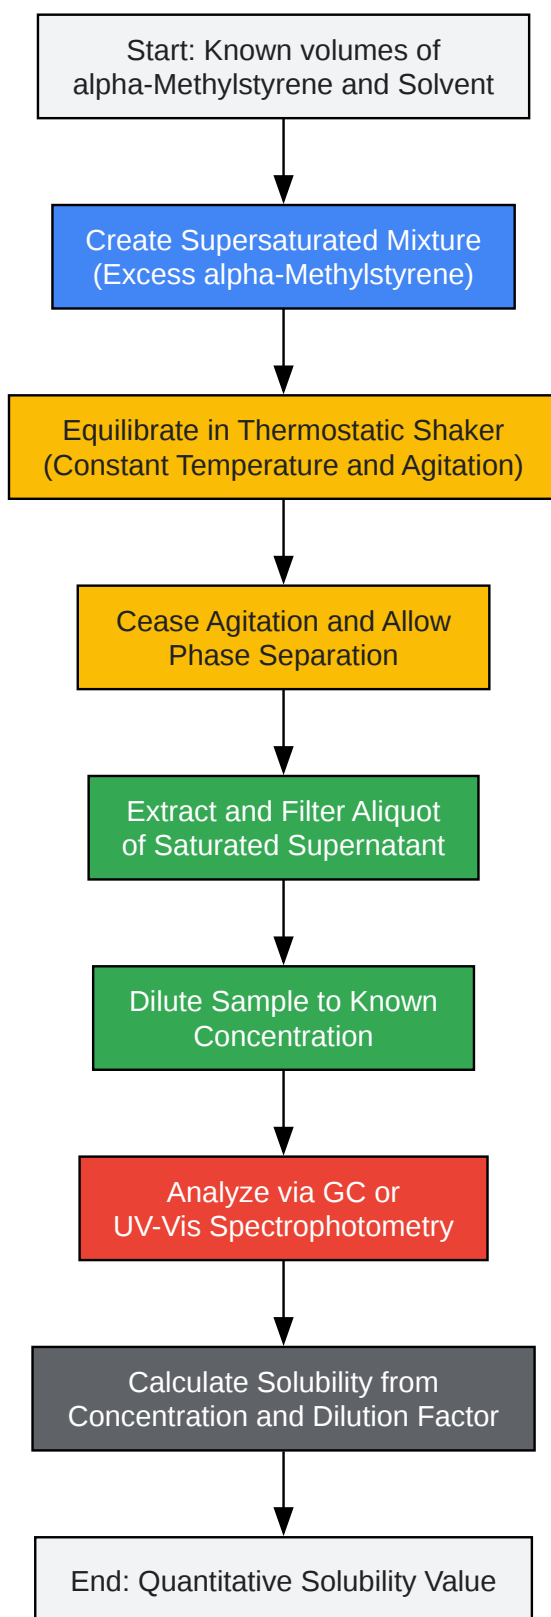 Start: Known volumes of
alpha-Methylstyrene and Solvent
Create Supersaturated Mixture
(Excess alpha-Methylstyrene)
Equilibrate in Thermostatic Shaker
(Constant Temperature and Agitation)
Cease Agitation and Allow
Phase Separation
Extract and Filter Aliquot
of Saturated Supernatant
Dilute Sample to Known
Concentration
Analyze via GC or
UV-Vis Spectrophotometry
Calculate Solubility from
Concentration and Dilution Factor
End: Quantitative Solubility Value